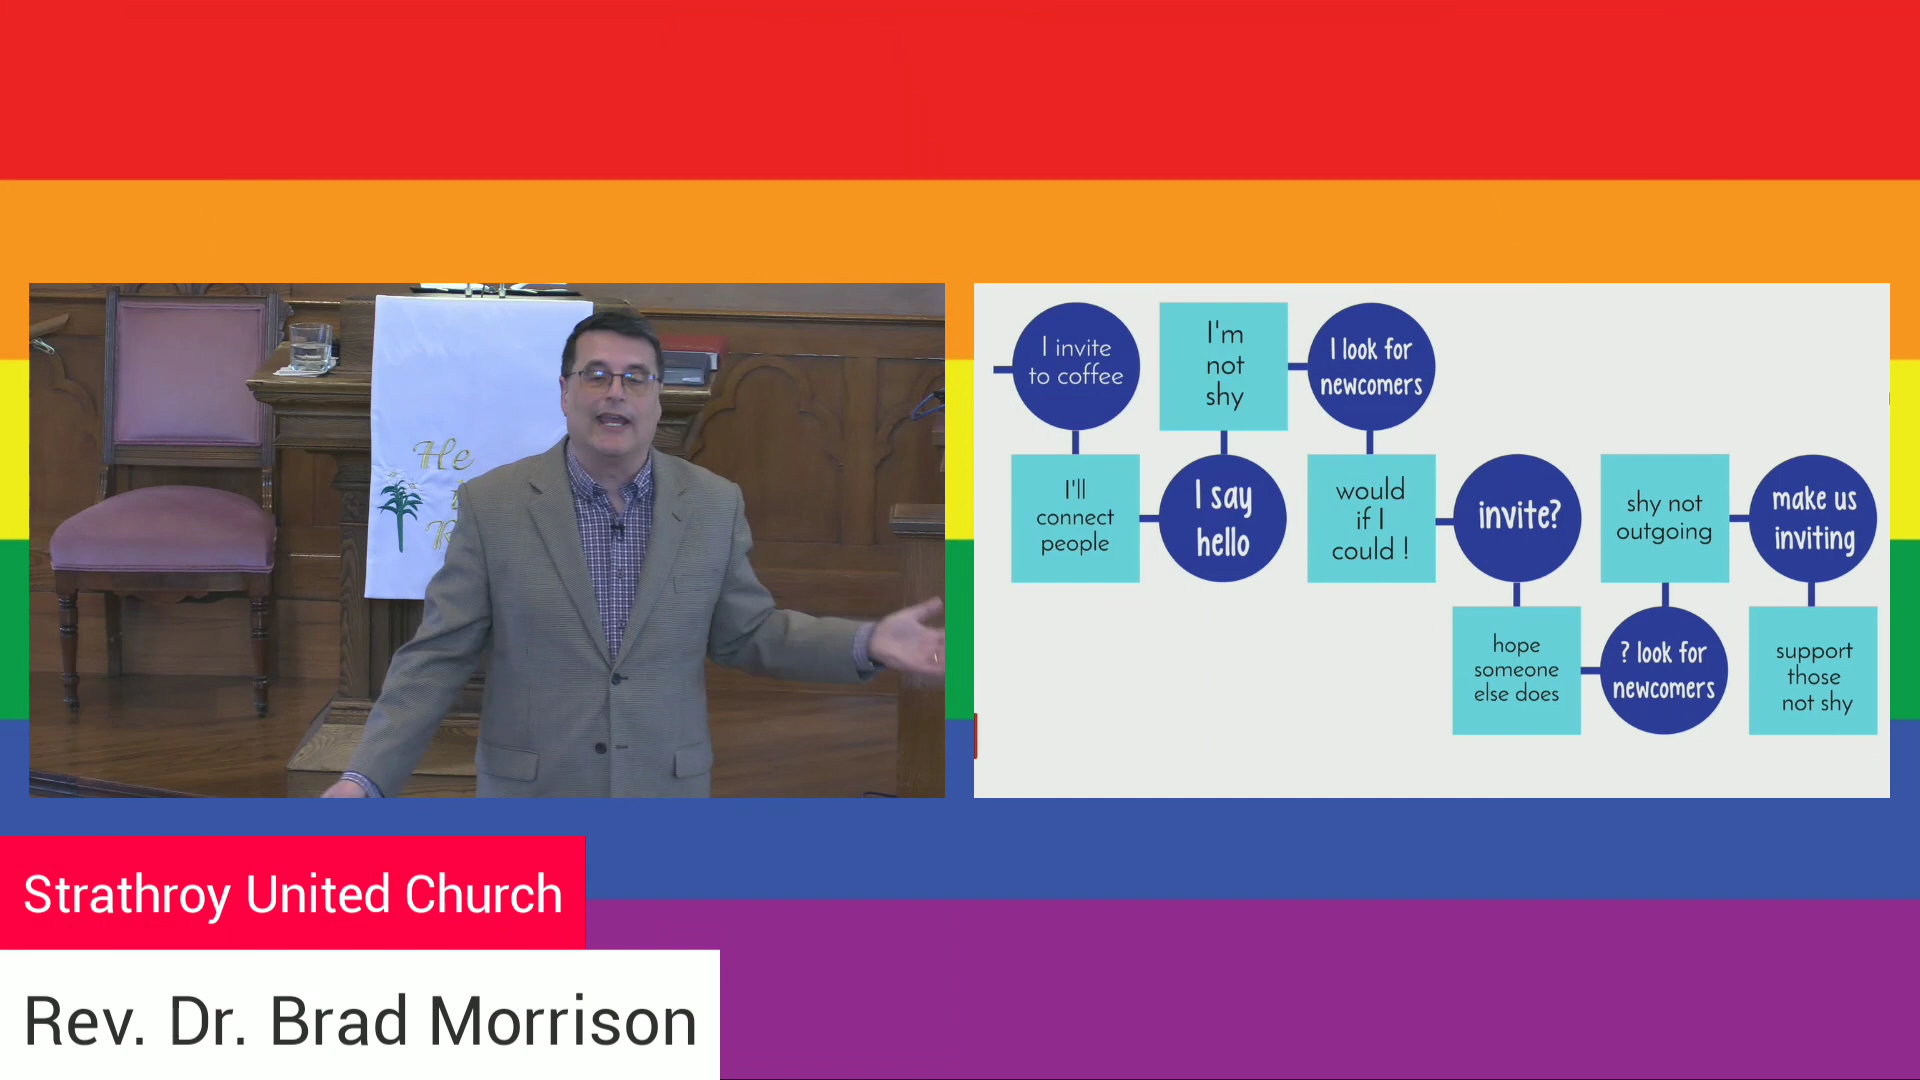 He
I invite
to coffee
I'm
not
shy
I look for
newcomers
I'll
connect
people
I say
hello
would
if I
could !
invite?
shy not
outgoing
make us
inviting
hope
someone
else does
? look for
newcomers
support
those
not shy
Strathroy United Church
Rev. Dr. Brad Morrison